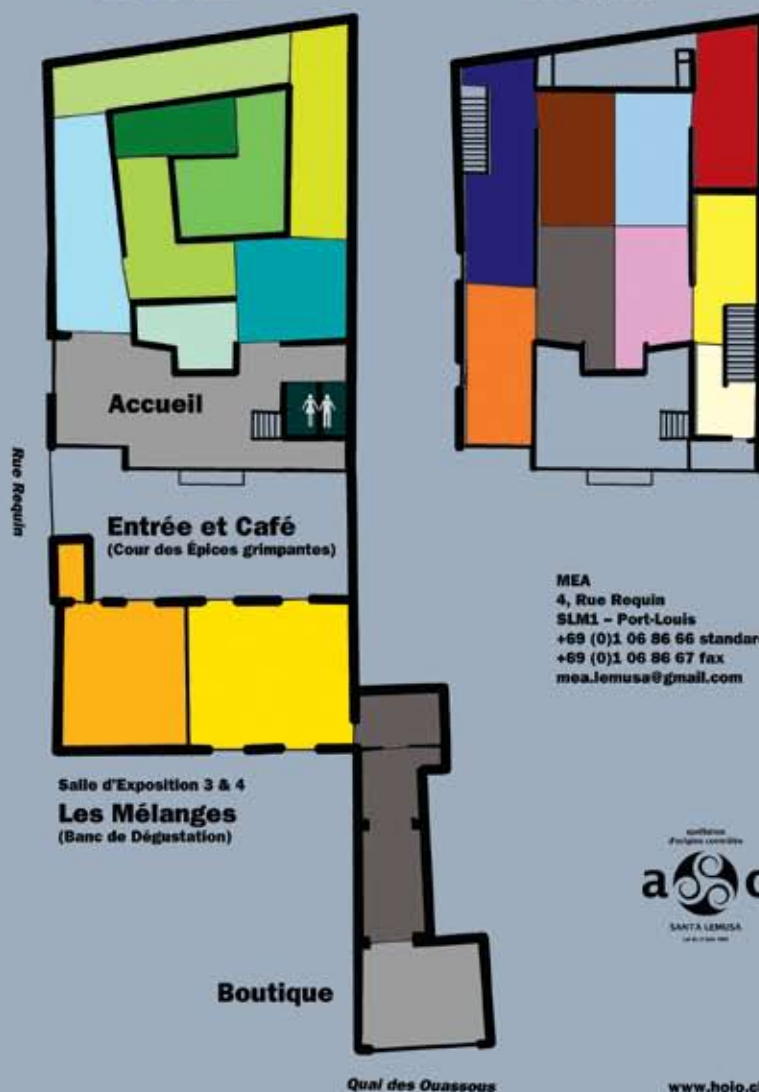 Accueil
Rue Requin
Entrée et Café
(Cour des Épices grimpantes)
MEA
4, Rue Requin
SLM1 – Port-Louis
+69 (0)1 06 86 66 standar
+69 (0)1 06 86 67 fax
mea.lemusa@gmail.com
Salle d'Exposition 3 & 4
Les Mélanges
(Banc de Dégustation)
a
SANTA LEMUSA
Boutique
Quai des Ouassous
www.hoio.c